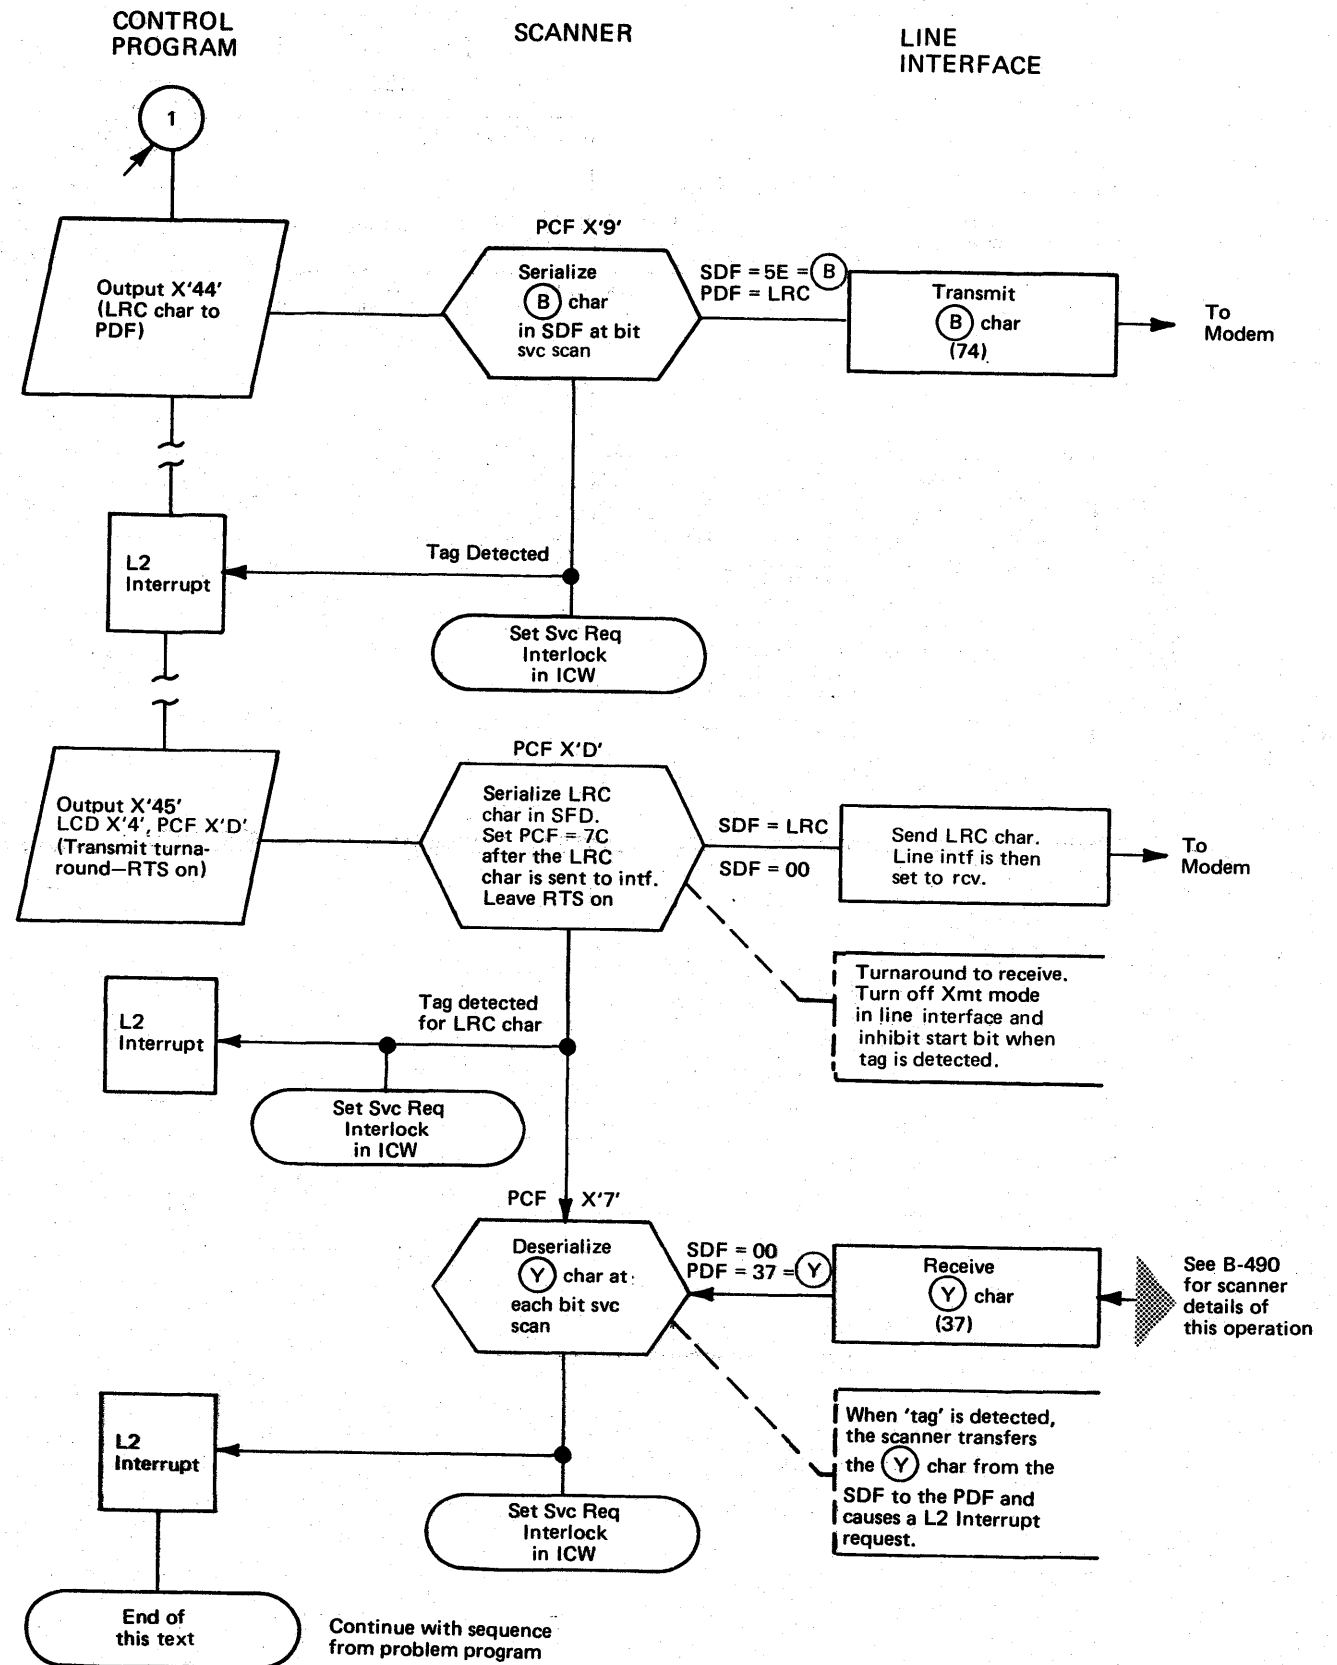 CONTROL
PROGRAM
SCANNER
LINE
INTERFACE
1
PCF X'9'
Output X'44'
(LRC char to
PDF)
Serialize
B char
in SDF at bit
svc scan
SDF = 5E = B
PDF = LRC
Transmit
B char
(74)
To
Modem
L2
Interrupt
Tag Detected
Set Svc Req
Interlock
in ICW
PCF X'D'
Output X'45'
LCD X'4', PCF X'D'
(Transmit turna-
round—RTS on)
Serialize LRC
char in SFD.
Set PCF = 7C
after the LRC
char is sent to intf.
Leave RTS on
SDF = LRC
SDF = 00
Send LRC char.
Line intf is then
set to rcv.
To
Modem
Turnaround to receive.
Turn off Xmt mode
in line interface and
inhibit start bit when
tag is detected.
L2
Interrupt
Tag detected
for LRC char
Set Svc Req
Interlock
in ICW
PCF X'7'
Deserialize
Y char at
each bit svc
scan
SDF = 00
PDF = 37 = Y
Receive
Y char
(37)
See B-490
for scanner
details of
this operation
L2
Interrupt
When 'tag' is detected,
the scanner transfers
the Y char from the
SDF to the PDF and
causes a L2 Interrupt
request.
Set Svc Req
Interlock
in ICW
End of
this text
Continue with sequence
from problem program